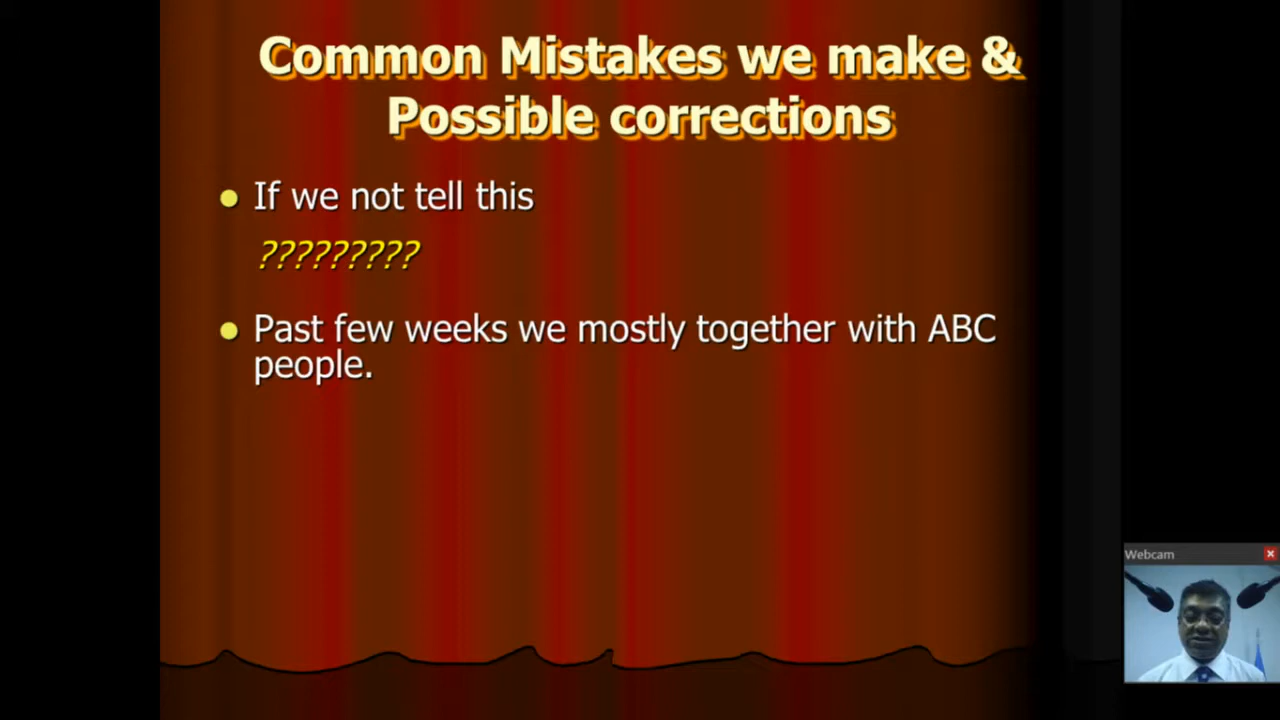 Common Mistakes we make &
Possible corrections
If we not tell this
?????????
Past few weeks we mostly together with ABC
people.
Webcam